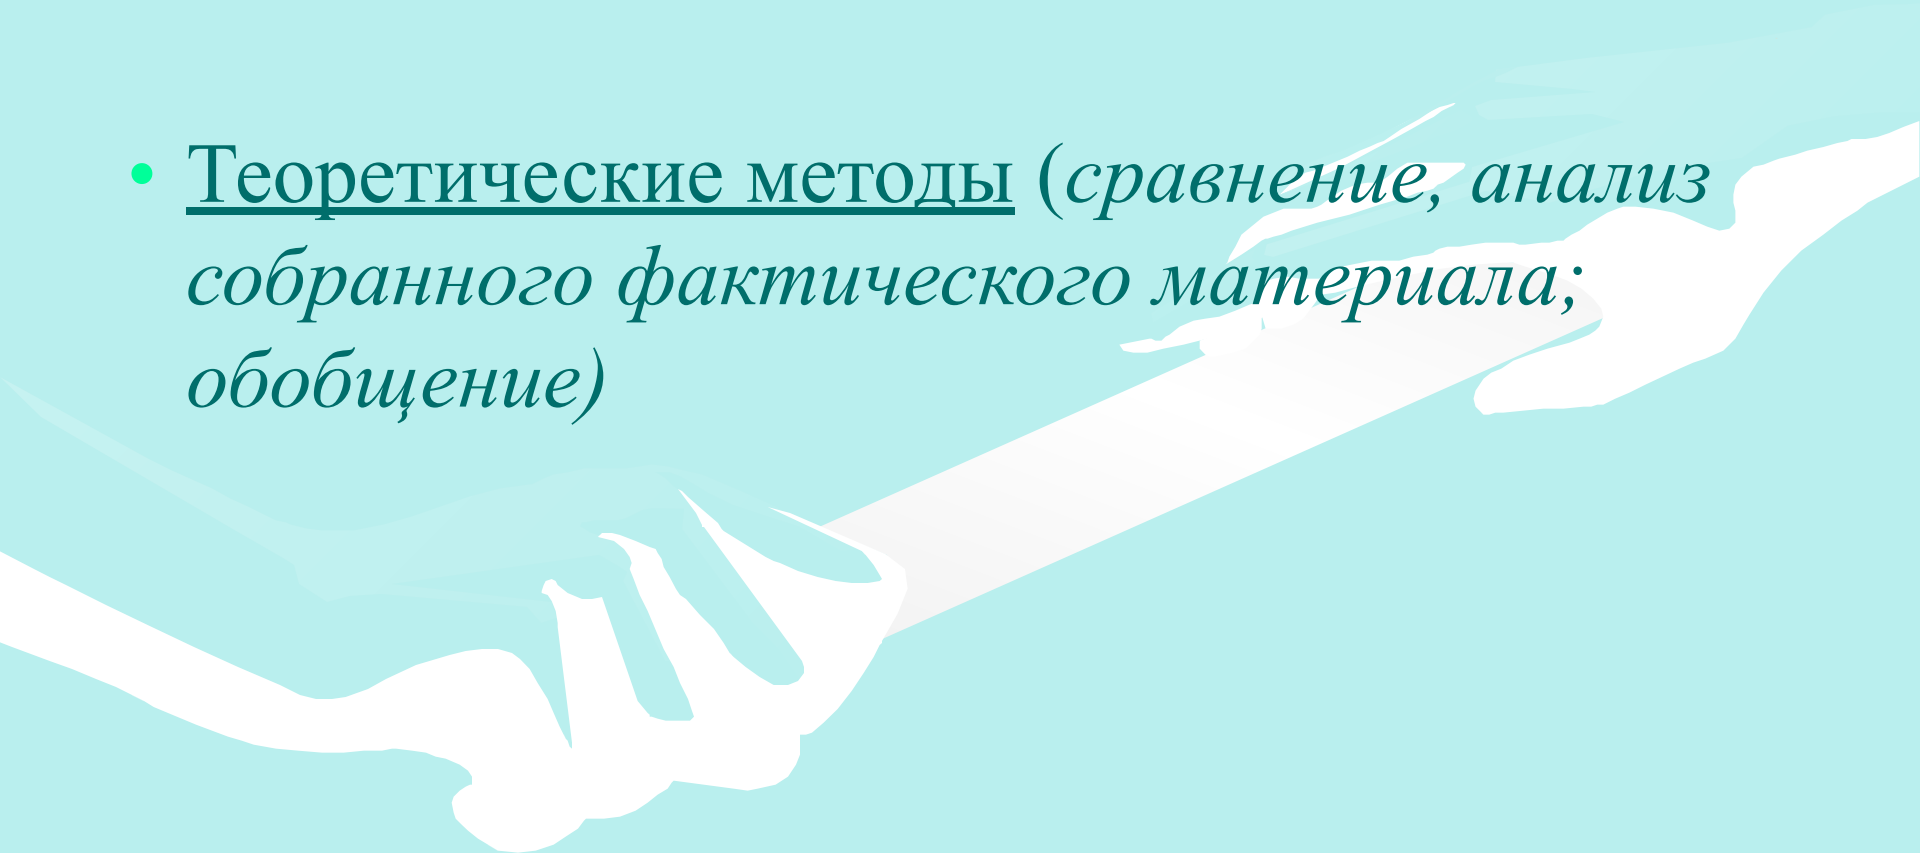 • Теоретические методы (сравнение, анализ
собранного фактического материала;
обобщение)